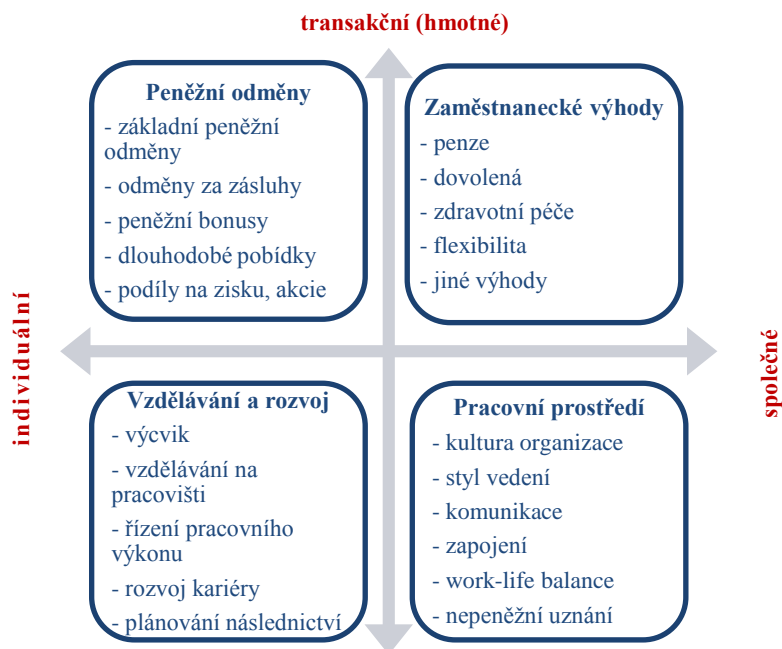 transakční (hmotné)
Peněžní odměny
- základní peněžní
odměny
- odměny za zásluhy
- peněžní bonusy
- dlouhodobé pobídky
- podíly na zisku, akcie
Zaměstnanecké výhody
- penze
- dovolená
- zdravotní péče
- flexibilita
- jiné výhody
individuální
společné
Vzdělávání a rozvoj
- výcvik
- vzdělávání na
pracovišti
- řízení pracovního
výkonu
- rozvoj kariéry
- plánování následnictví
Pracovní prostředí
- kultura organizace
- styl vedení
- komunikace
- zapojení
- work-life balance
- nepeněžní uznání